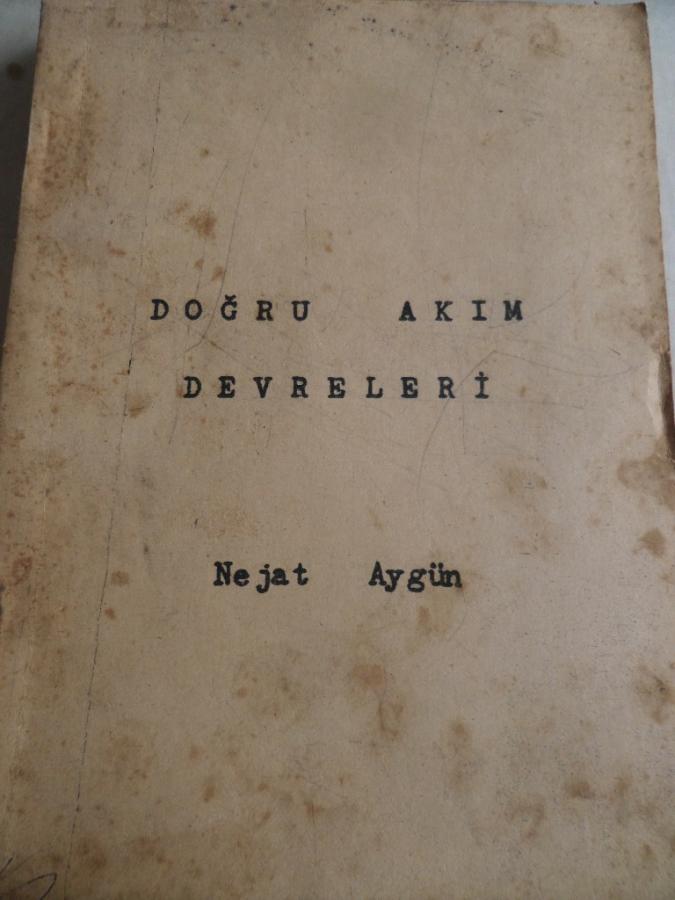 DOĞRU AKIM
DEVRELERİ
Nejat Aygün